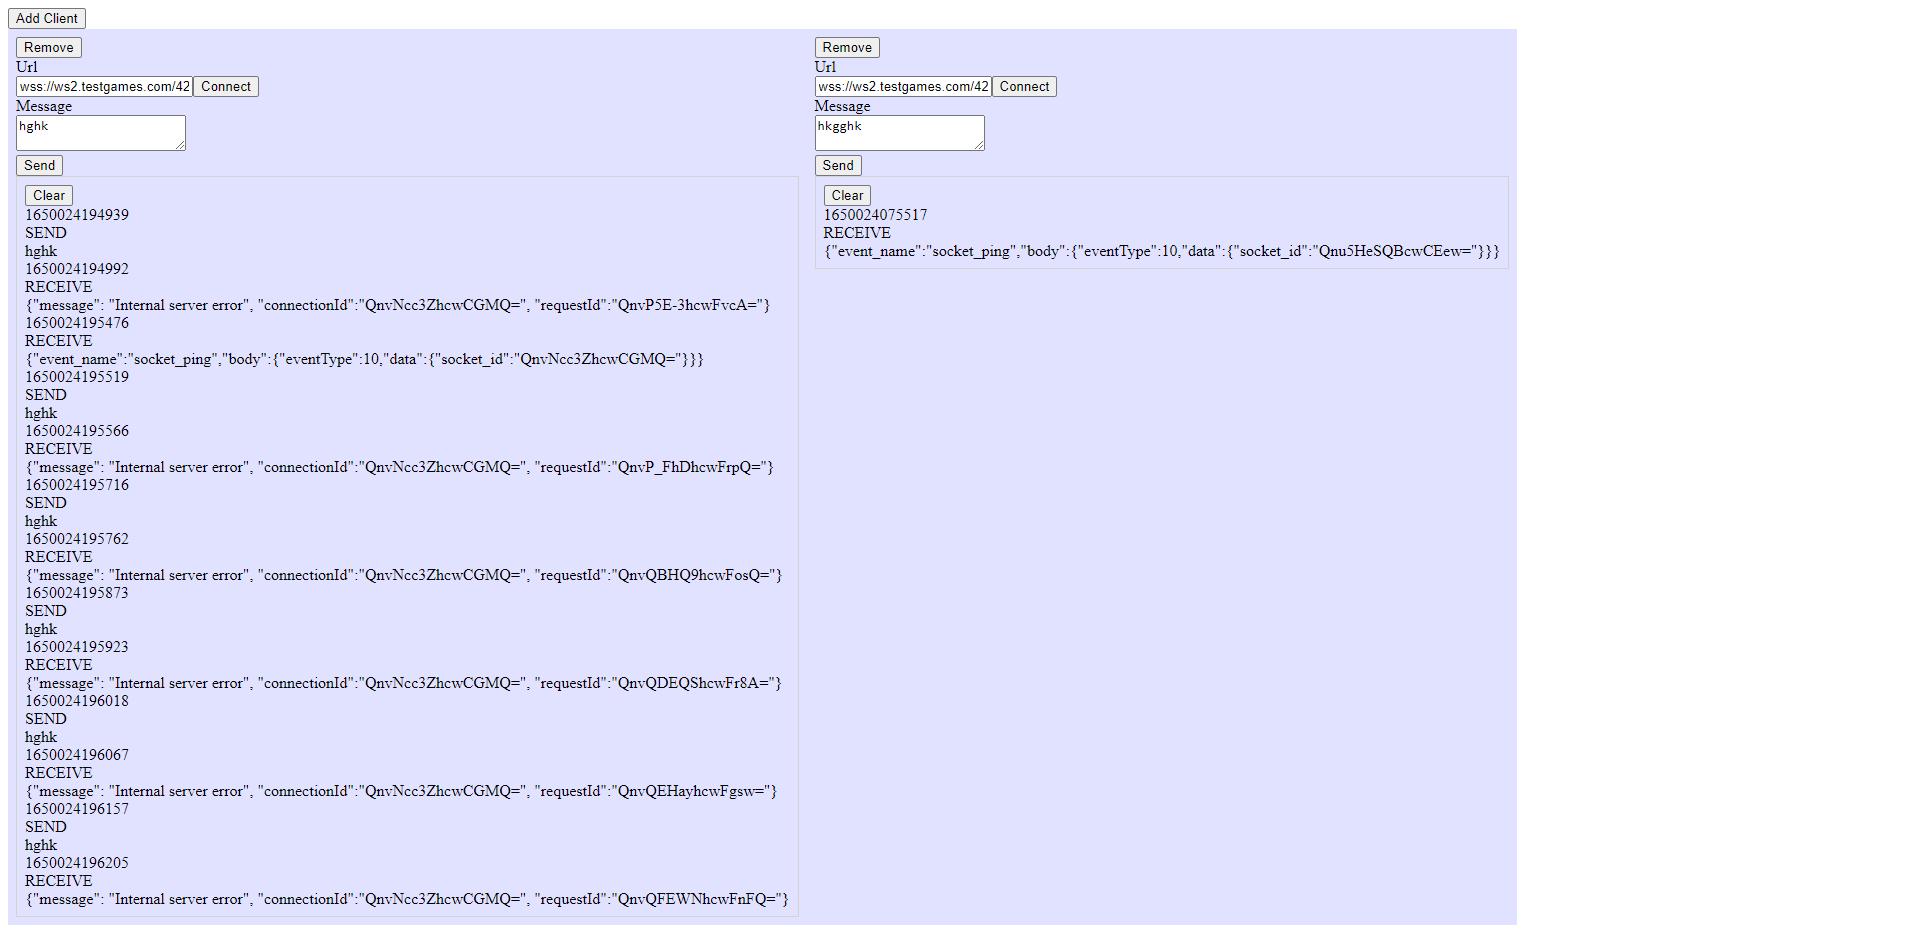 Add Client
Remove
Url
wss://ws2.testgames.com/42 Connect
Message
hghk
Send
Clear
1650024194939
SEND
hghk
1650024194992
RECEIVE
{"message": "Internal server error", "connectionId":"QnvNcc3ZhcwCGMQ=", "requestId":"QnvP5E-3hcwFvcA="}
1650024195476
RECEIVE
{"event_name":"socket_ping","body":{"eventType":10,"data":{"socket_id":"QnvNcc3ZhcwCGMQ="}}}
1650024195519
SEND
hghk
1650024195566
RECEIVE
{"message": "Internal server error", "connectionId":"QnvNcc3ZhcwCGMQ=", "requestId":"QnvP_FhDhcwFrpQ="}
1650024195716
SEND
hghk
1650024195762
RECEIVE
{"message": "Internal server error", "connectionId":"QnvNcc3ZhcwCGMQ=", "requestId":"QnvQBHQ9hcwFosQ="}
1650024195873
SEND
hghk
1650024195923
RECEIVE
{"message": "Internal server error", "connectionId":"QnvNcc3ZhcwCGMQ=", "requestId":"QnvQDEQShcwFr8A="}
1650024196018
SEND
hghk
1650024196067
RECEIVE
{"message": "Internal server error", "connectionId":"QnvNcc3ZhcwCGMQ=", "requestId":"QnvQEHayhcwFgsw="}
1650024196157
SEND
hghk
1650024196205
RECEIVE
{"message": "Internal server error", "connectionId":"QnvNcc3ZhcwCGMQ=", "requestId":"QnvQFEWNhcwFnFQ="}
Remove
Url
wss://ws2.testgames.com/42 Connect
Message
hkgghk
Send
Clear
1650024075517
RECEIVE
{"event_name":"socket_ping","body":{"eventType":10,"data":{"socket_id":"Qnu5HeSQBcwCEew="}}}